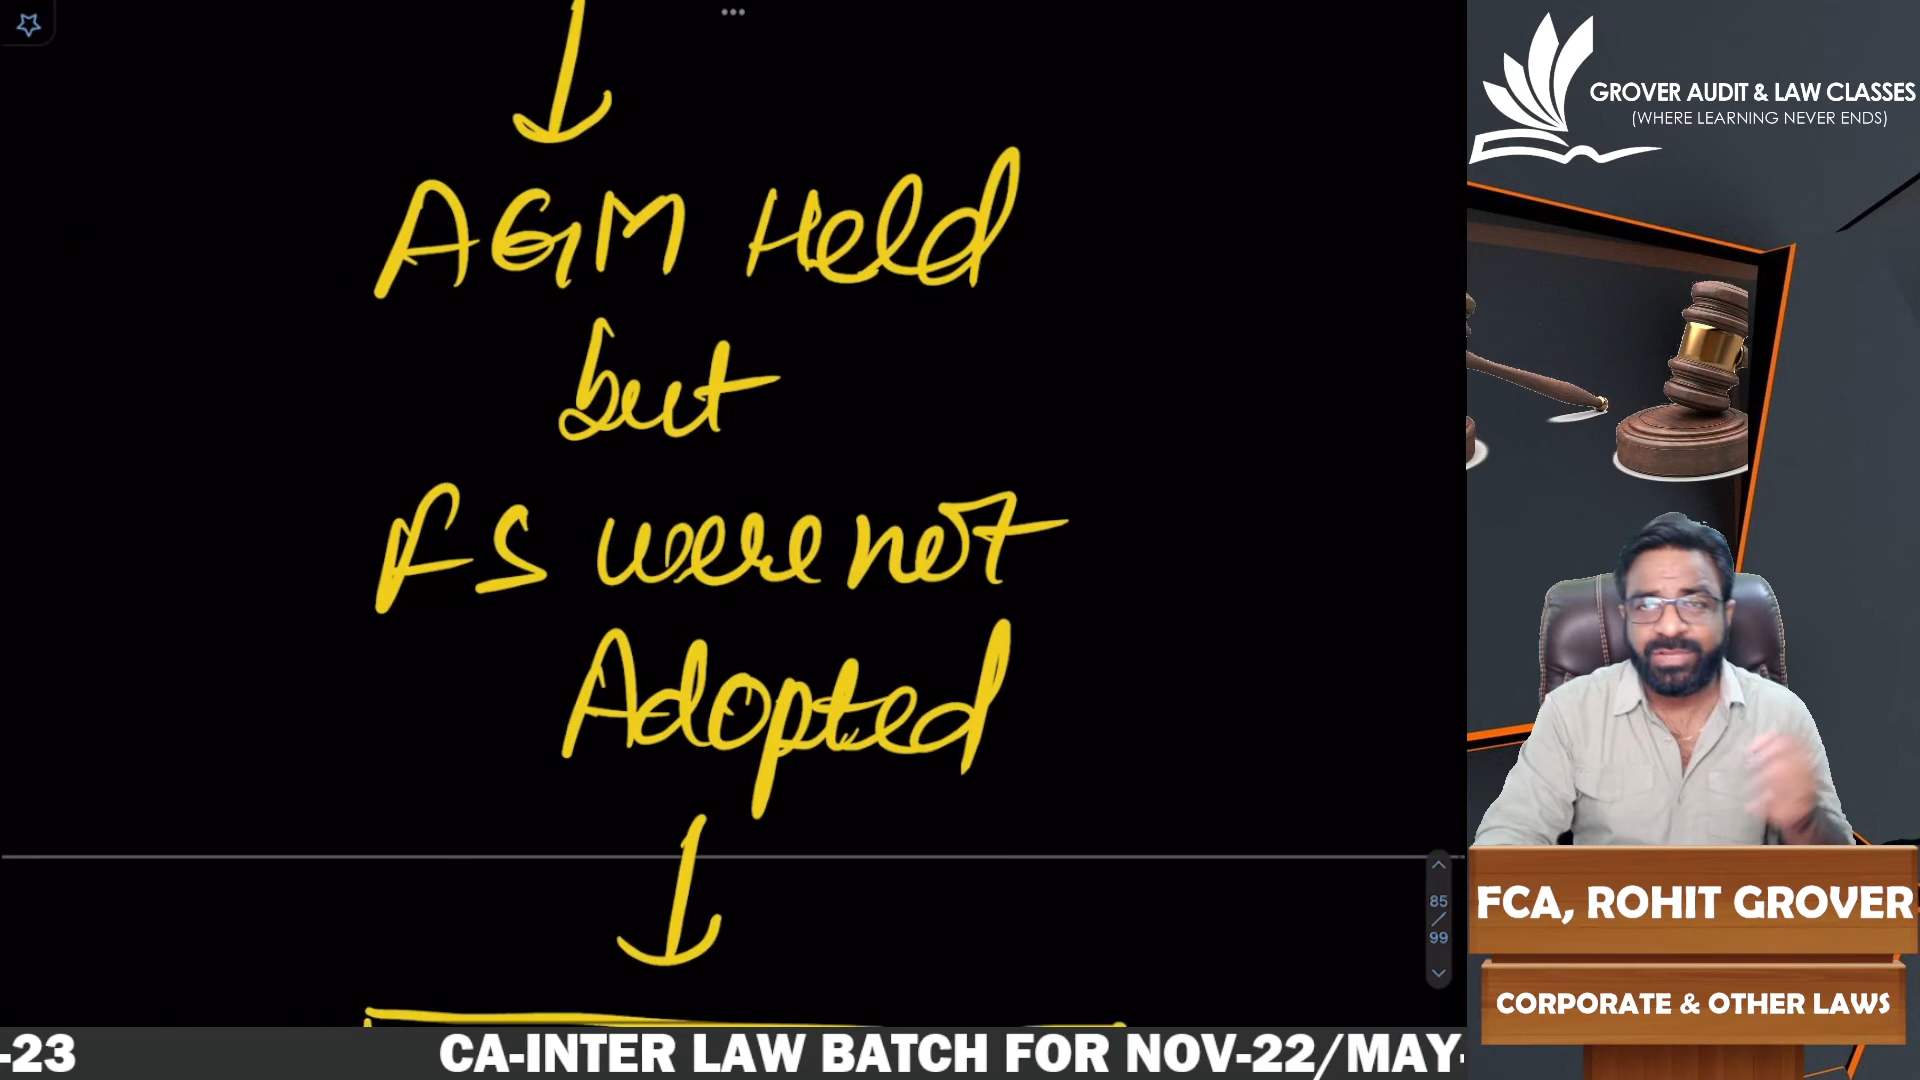 AGM Held
but
FS were not
Adopted
85
99
GROVER AUDIT & LAW CLASSES
(WHERE LEARNING NEVER ENDS)
FCA, ROHIT GROVER
CORPORATE & OTHER LAWS
-23 CA-INTER LAW BATCH FOR NOV-22/MAY-